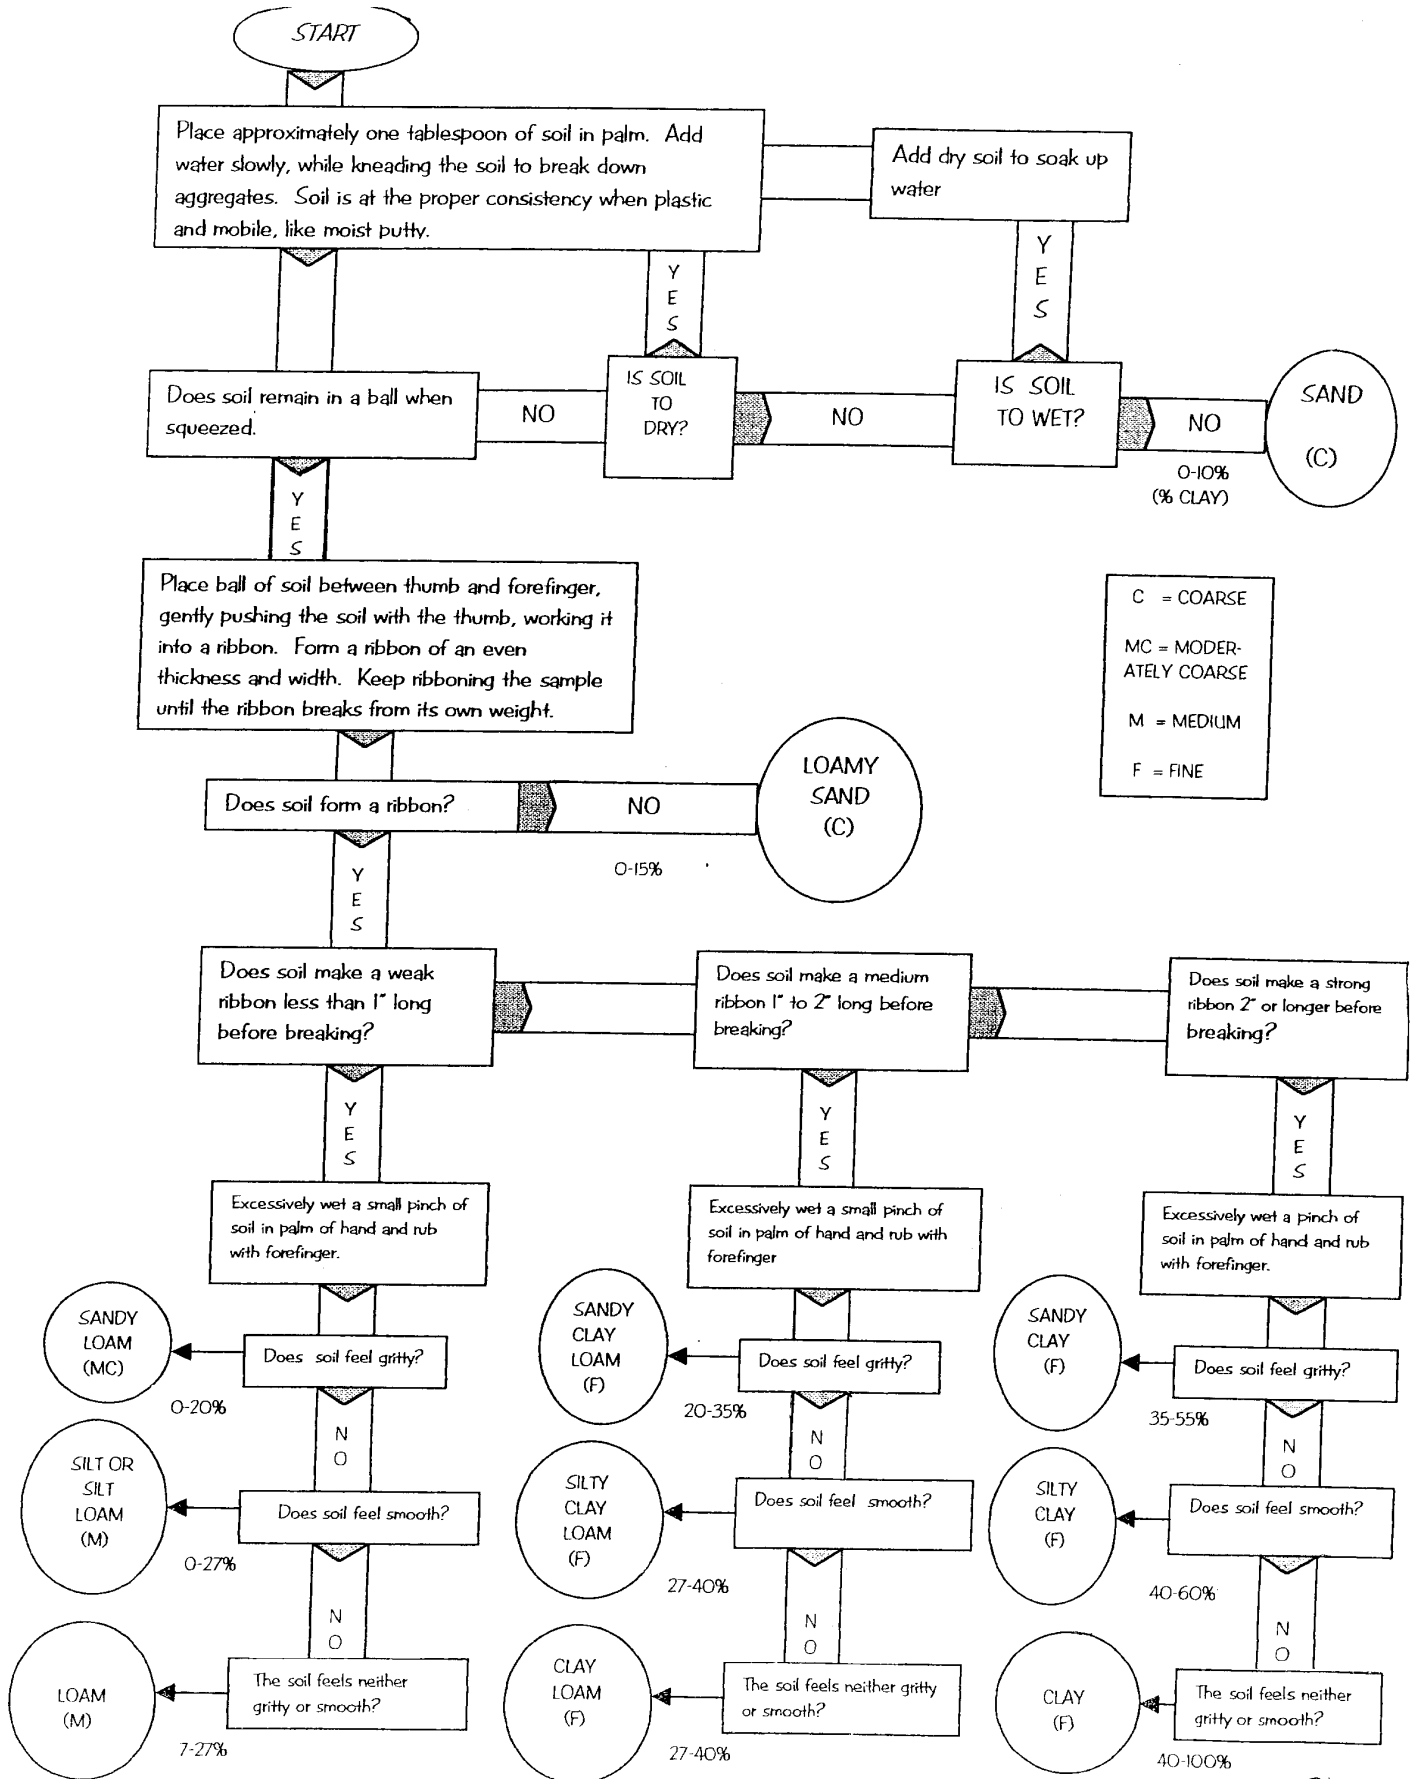 START
Place approximately one tablespoon of soil in palm. Add
water slowly, while kneading the soil to break down
aggregates. Soil is at the proper consistency when plastic
and mobile, like moist putty.
Add dry soil to soak up
water
Y
E
S
Y
E
S
Does soil remain in a ball when
squeezed.
NO
IS SOIL
TO
DRY?
NO
IS SOIL
TO WET?
NO
0-10%
(% CLAY)
SAND
(C)
Y
E
S
Place ball of soil between thumb and forefinger,
gently pushing the soil with the thumb, working it
into a ribbon. Form a ribbon of an even
thickness and width. Keep ribboning the sample
until the ribbon breaks from its own weight.
C = COARSE
MC = MODER-
ATELY COARSE
M = MEDIUM
F = FINE
Does soil form a ribbon?
NO
0-15%
LOAMY
SAND
(C)
Y
E
S
Does soil make a weak
ribbon less than 1" long
before breaking?
Does soil make a medium
ribbon 1" to 2" long before
breaking?
Does soil make a strong
ribbon 2" or longer before
breaking?
Y
E
S
Y
E
S
Y
E
S
Excessively wet a small pinch of
soil in palm of hand and rub
with forefinger.
Excessively wet a small pinch of
soil in palm of hand and rub with
forefinger
Excessively wet a pinch of
soil in palm of hand and rub
with forefinger.
SANDY
LOAM
(MC)
Does soil feel gritty?
0-20%
SANDY
CLAY
LOAM
(F)
Does soil feel gritty?
20-35%
SANDY
CLAY
(F)
Does soil feel gritty?
35-55%
N
O
N
O
N
O
SILT OR
SILT
LOAM
(M)
Does soil feel smooth?
0-27%
SILTY
CLAY
LOAM
(F)
Does soil feel smooth?
27-40%
SILTY
CLAY
(F)
Does soil feel smooth?
40-60%
N
O
N
O
N
O
LOAM
(M)
The soil feels neither
gritty or smooth?
7-27%
CLAY
LOAM
(F)
The soil feels neither gritty
or smooth?
27-40%
CLAY
(F)
The soil feels neither
gritty or smooth?
40-100%